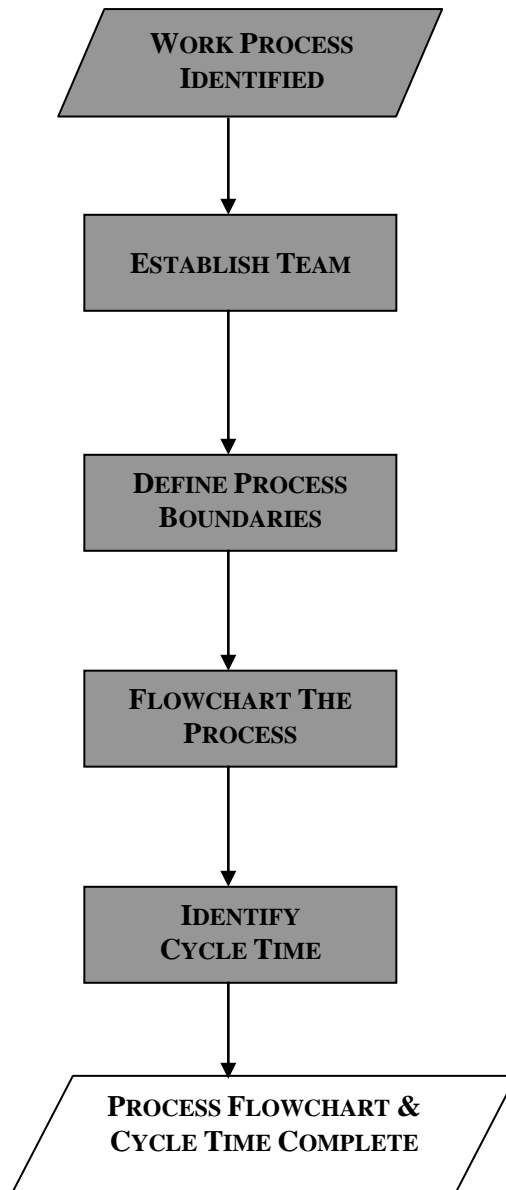 WORK PROCESS
IDENTIFIED
ESTABLISH TEAM
DEFINE PROCESS
BOUNDARIES
FLOWCHART THE
PROCESS
IDENTIFY
CYCLE TIME
PROCESS FLOWCHART &
CYCLE TIME COMPLETE